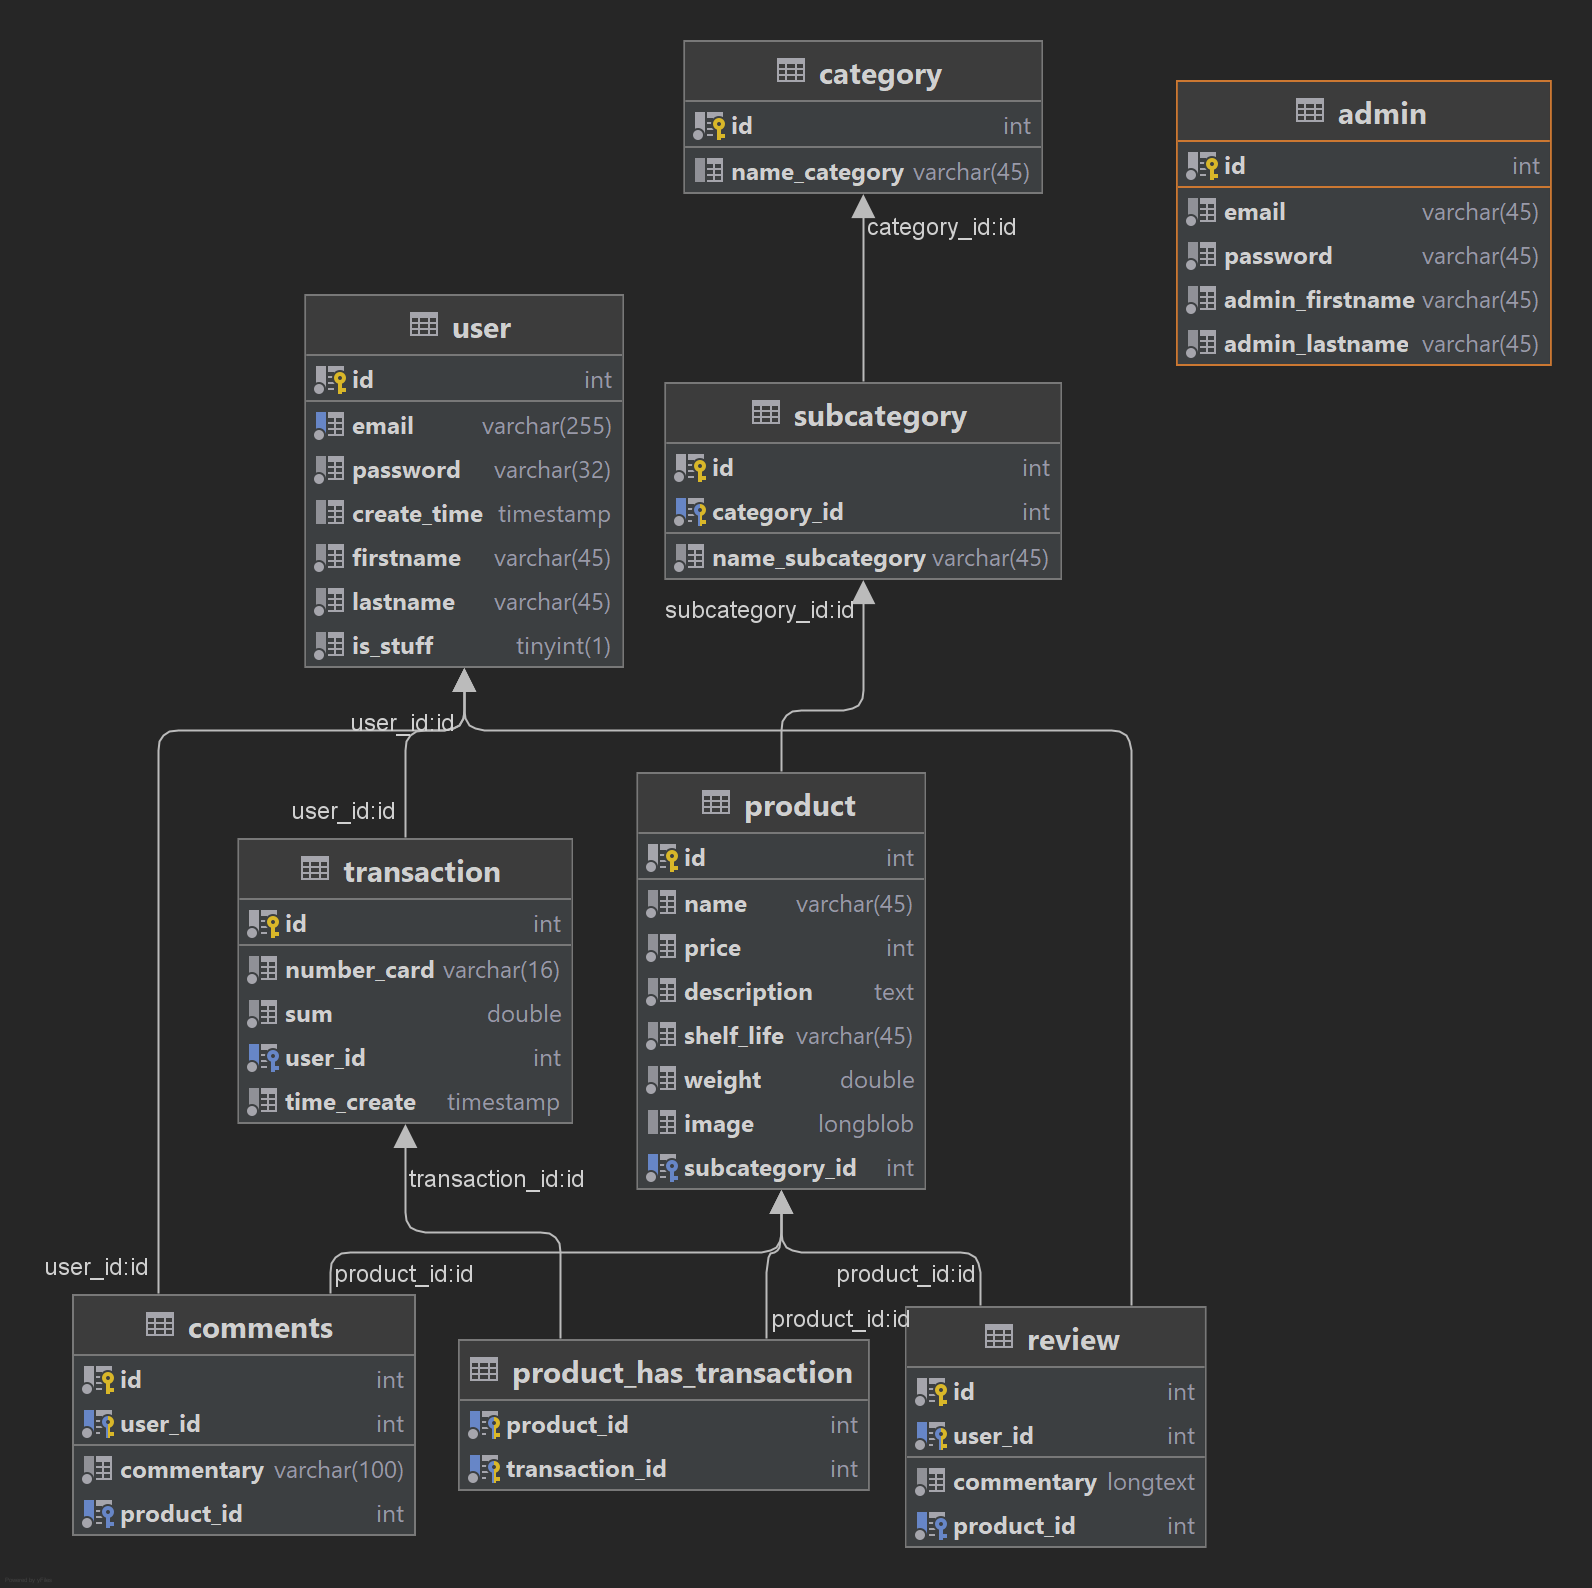 category
id int
name_category varchar(45)
category_id:id
admin
id int
email varchar(45)
password varchar(45)
admin_firstname varchar(45)
admin_lastname varchar(45)
user
id int
email varchar(255)
password varchar(32)
create_time timestamp
firstname varchar(45)
lastname varchar(45)
is_stuff tinyint(1)
subcategory
id int
category_id int
name_subcategory varchar(45)
subcategory_id:id
user_id:id
user_id:id
transaction
id int
number_card varchar(16)
sum double
user_id int
time_create timestamp
transaction_id:id
product
id int
name varchar(45)
price int
description text
shelf_life varchar(45)
weight double
image longblob
subcategory_id int
user_id:id
product_id:id
product_id:id
product_id:id
comments
id int
user_id int
commentary varchar(100)
product_id int
product_has_transaction
product_id int
transaction_id int
review
id int
user_id int
commentary longtext
product_id int